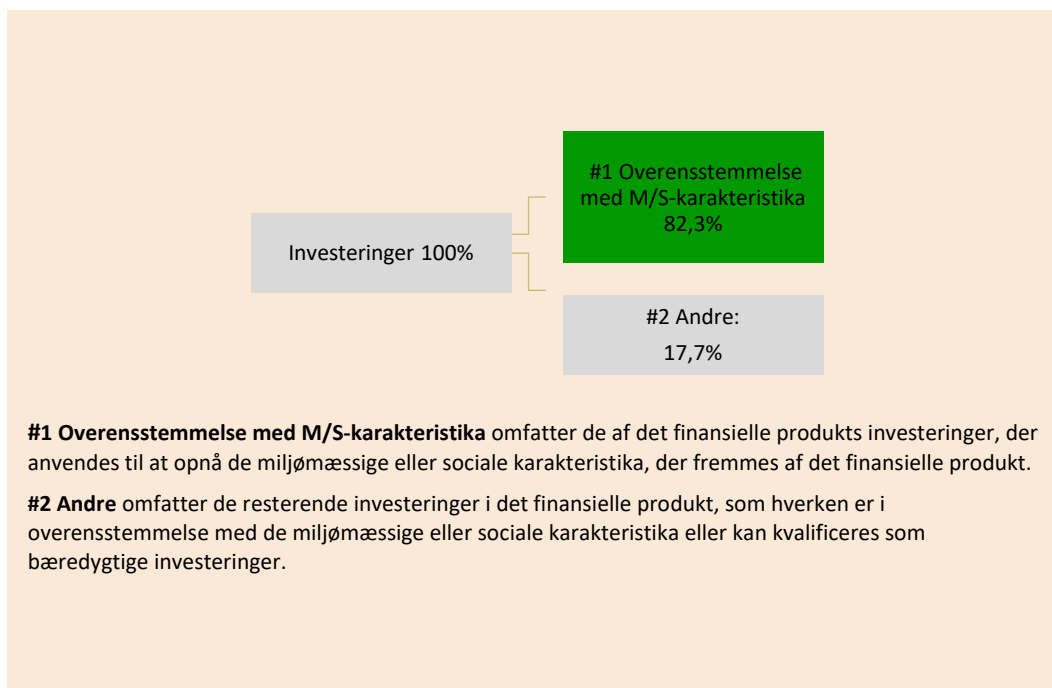 #1 Overensstemmelse
med M/S-karakteristika
82,3%
Investeringer 100%
#2 Andre:
17,7%
#1 Overensstemmelse med M/S-karakteristika omfatter de af det finansielle produkts investeringer, der
anvendes til at opnå de miljømæssige eller sociale karakteristika, der fremmes af det finansielle produkt.
#2 Andre omfatter de resterende investeringer i det finansielle produkt, som hverken er i
overensstemmelse med de miljømæssige eller sociale karakteristika eller kan kvalificeres som
bæredygtige investeringer.